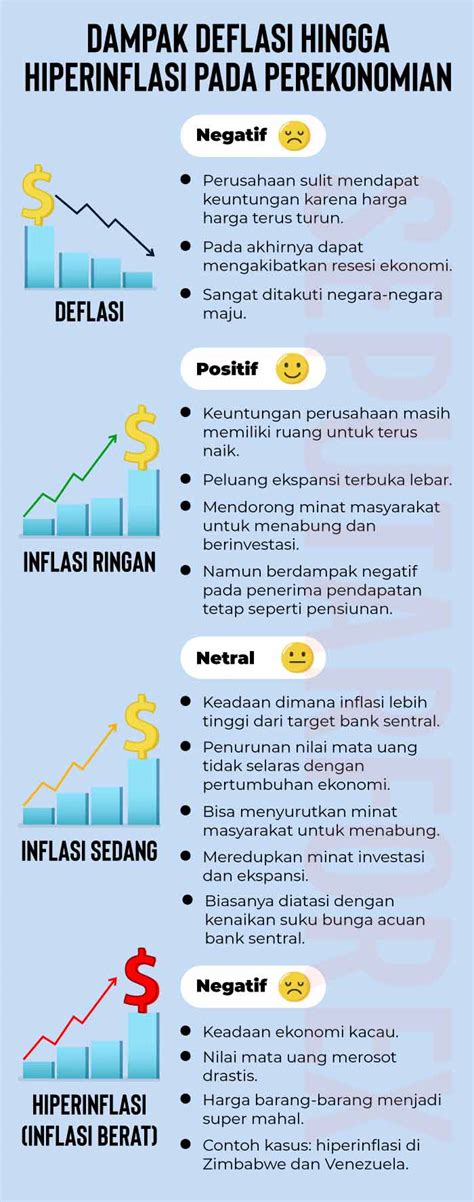 DAMPAK DEFLASI HINGGA
HIPERINFLASI PADA PEREKONOMIAN
Negatif
$
DEFLASI
● Perusahaan sulit mendapat
keuntungan karena harga
harga terus turun.
● Pada akhirnya dapat
mengakibatkan resesi ekonomi.
● Sangat ditakuti negara-negara
maju.
Positif
$
INFLASI RINGAN
● Keuntungan perusahaan masih
memiliki ruang untuk terus
naik.
● Peluang ekspansi terbuka lebar.
● Mendorong minat masyarakat
untuk menabung dan
berinvestasi.
● Namun berdampak negatif
pada penerima pendapatan
tetap seperti pensiunan.
Netral
$
INFLASI SEDANG
● Keadaan dimana inflasi lebih
tinggi dari target bank sentral.
● Penurunan nilai mata uang
tidak selaras dengan
pertumbuhan ekonomi.
● Bisa menyurutkan minat
masyarakat untuk menabung.
● Meredupkan minat investasi
dan ekspansi.
● Biasanya diatasi dengan
kenaikan suku bunga acuan
bank sentral.
Negatif
$
HIPERINFLASI
(INFLASI BERAT)
● Keadaan ekonomi kacau.
● Nilai mata uang merosot
drastis.
● Harga barang-barang menjadi
super mahal.
● Contoh kasus: hiperinflasi di
Zimbabwe dan Venezuela.
SEPUTARFOREX